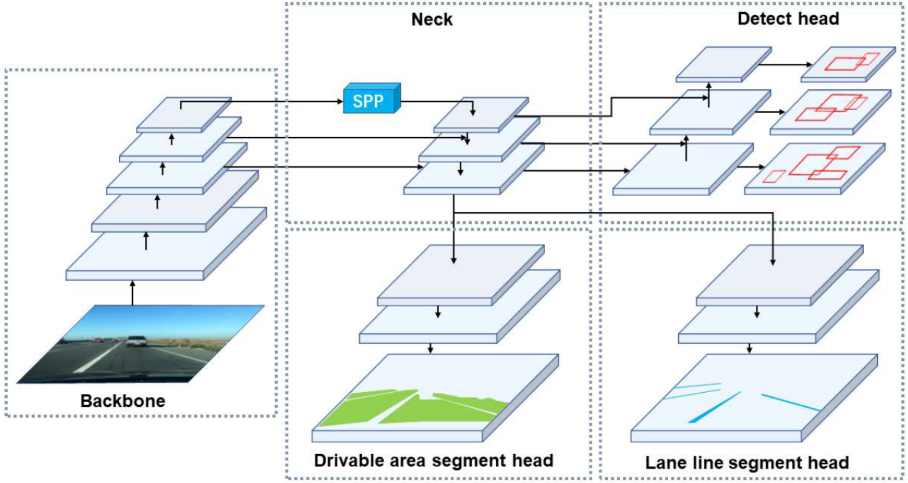 Neck
Detect head
SPP
Backbone
Drivable area segment head
Lane line segment head